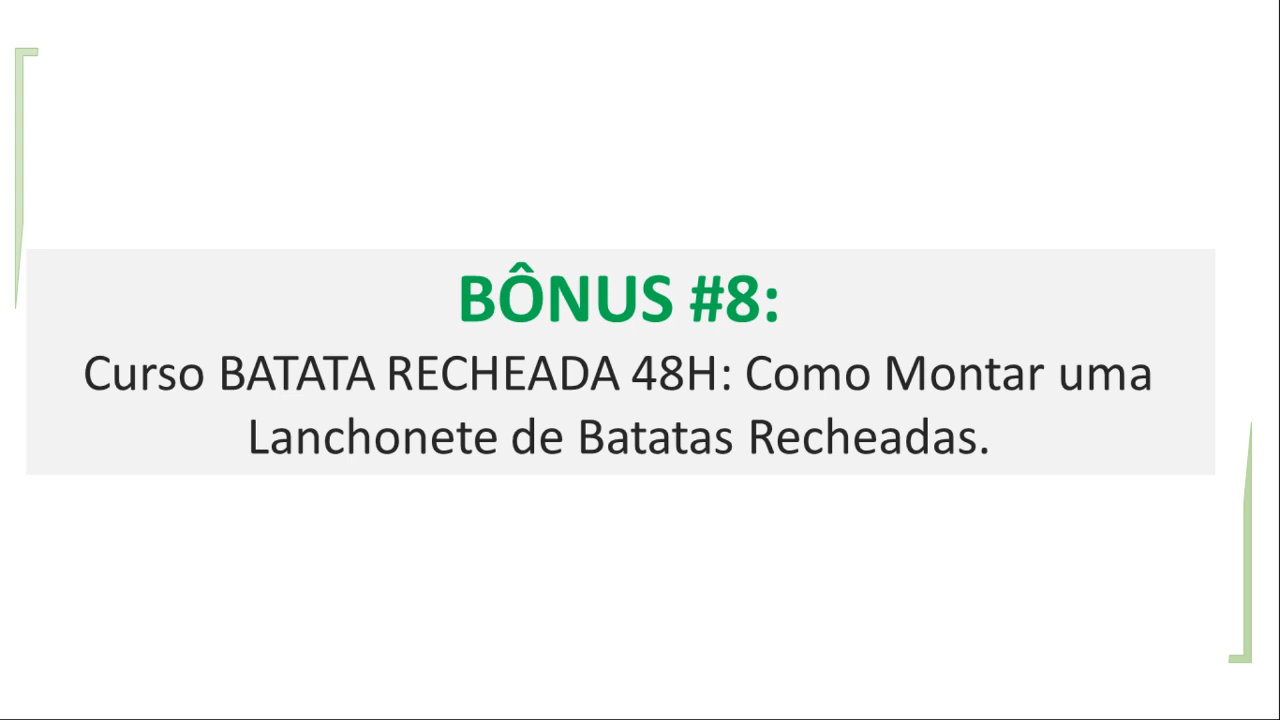 BÔNUS #8:
Curso BATATA RECHEADA 48H: Como Montar uma
Lanchonete de Batatas Recheadas.